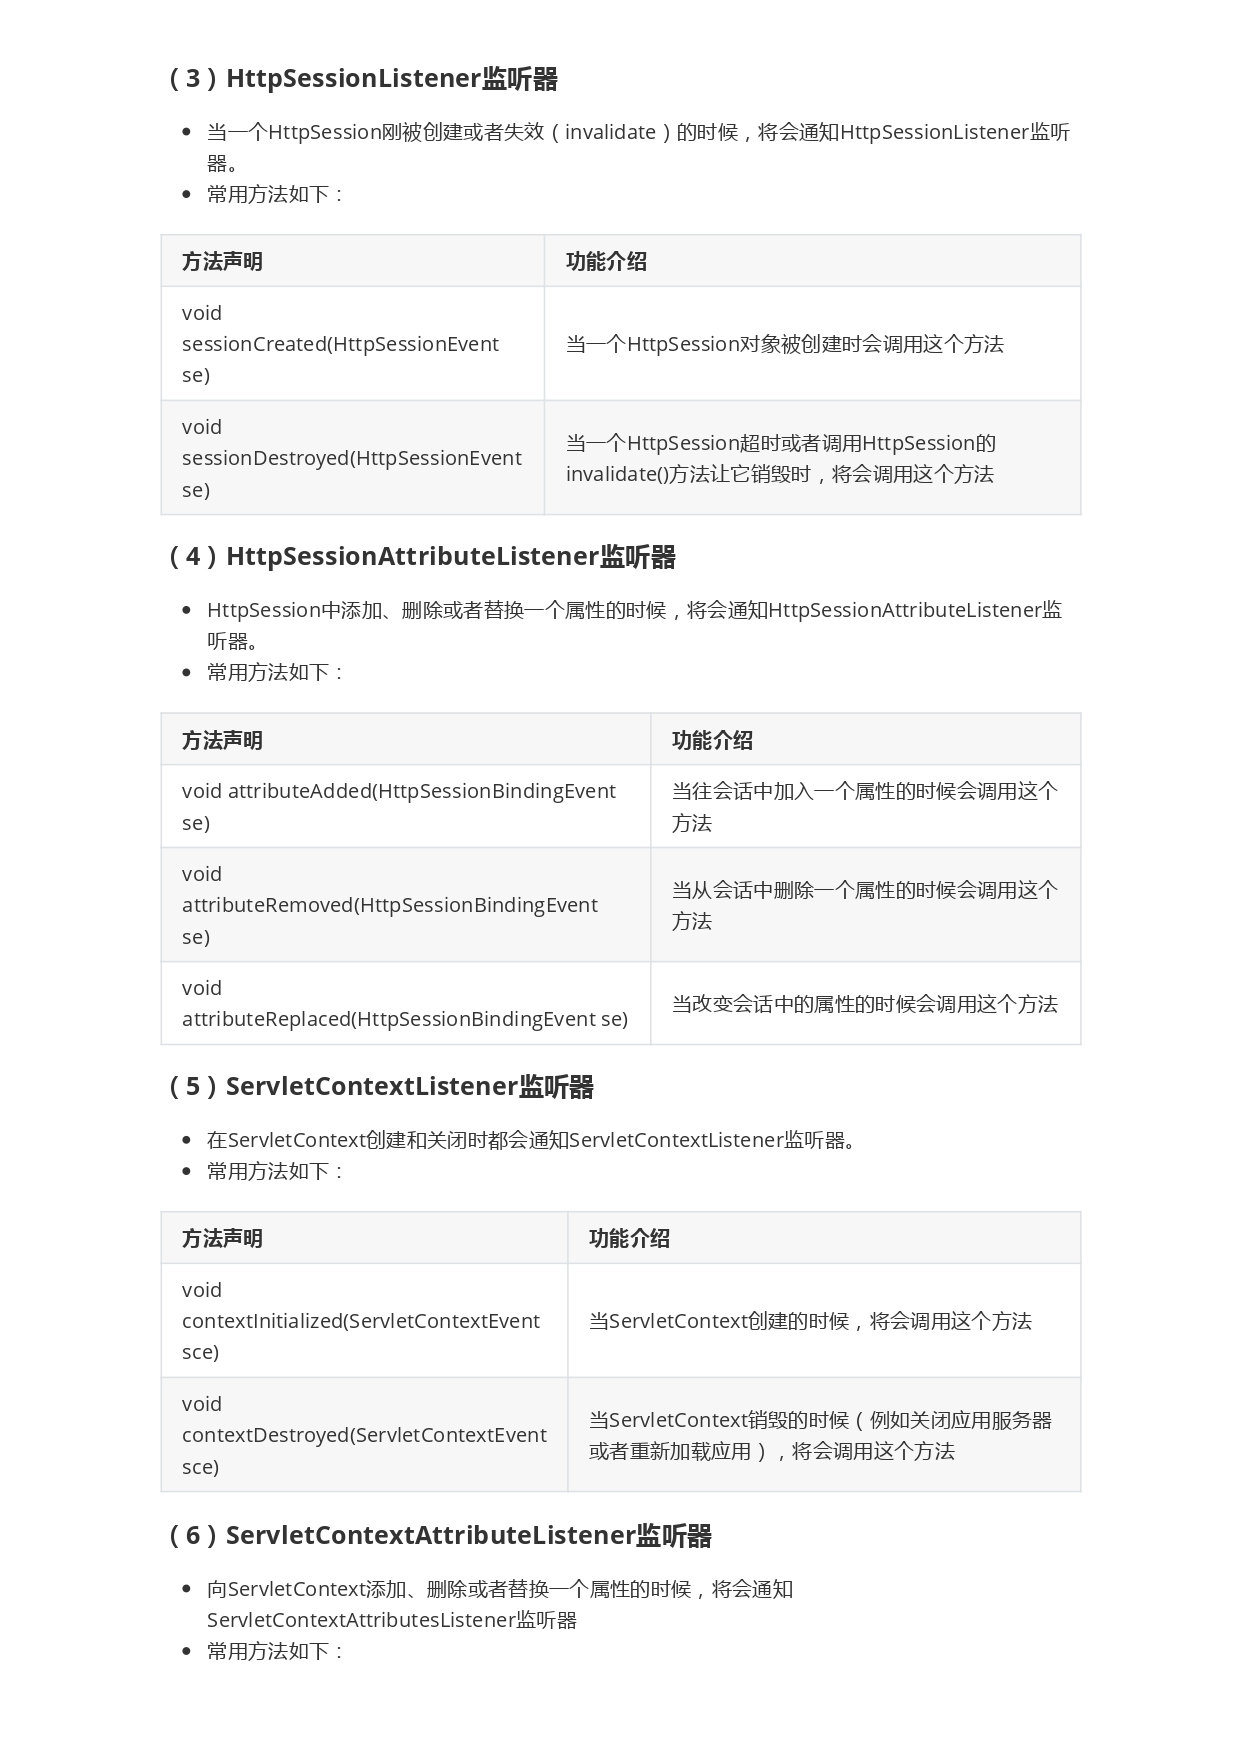 （3）HttpSessionListener监听器
当一个HttpSession刚被创建或者失效（invalidate）的时候，将会通知HttpSessionListener监听
器。
常用方法如下：
方法声明 功能介绍
void
sessionCreated(HttpSessionEvent
se)
当一个HttpSession对象被创建时会调用这个方法
void
sessionDestroyed(HttpSessionEvent
se)
当一个HttpSession超时或者调用HttpSession的
invalidate()方法让它销毁时，将会调用这个方法
（4）HttpSessionAttributeListener监听器
HttpSession中添加、删除或者替换一个属性的时候，将会通知HttpSessionAttributeListener监
听器。
常用方法如下：
方法声明 功能介绍
void attributeAdded(HttpSessionBindingEvent
se)
当往会话中加入一个属性的时候会调用这个
方法
void
attributeRemoved(HttpSessionBindingEvent
se)
当从会话中删除一个属性的时候会调用这个
方法
void
attributeReplaced(HttpSessionBindingEvent se)
当改变会话中的属性的时候会调用这个方法
（5）ServletContextListener监听器
在ServletContext创建和关闭时都会通知ServletContextListener监听器。
常用方法如下：
方法声明 功能介绍
void
contextInitialized(ServletContextEvent
sce)
当ServletContext创建的时候，将会调用这个方法
void
contextDestroyed(ServletContextEvent
sce)
当ServletContext销毁的时候（例如关闭应用服务器
或者重新加载应用），将会调用这个方法
（6）ServletContextAttributeListener监听器
向ServletContext添加、删除或者替换一个属性的时候，将会通知
ServletContextAttributesListener监听器
常用方法如下：